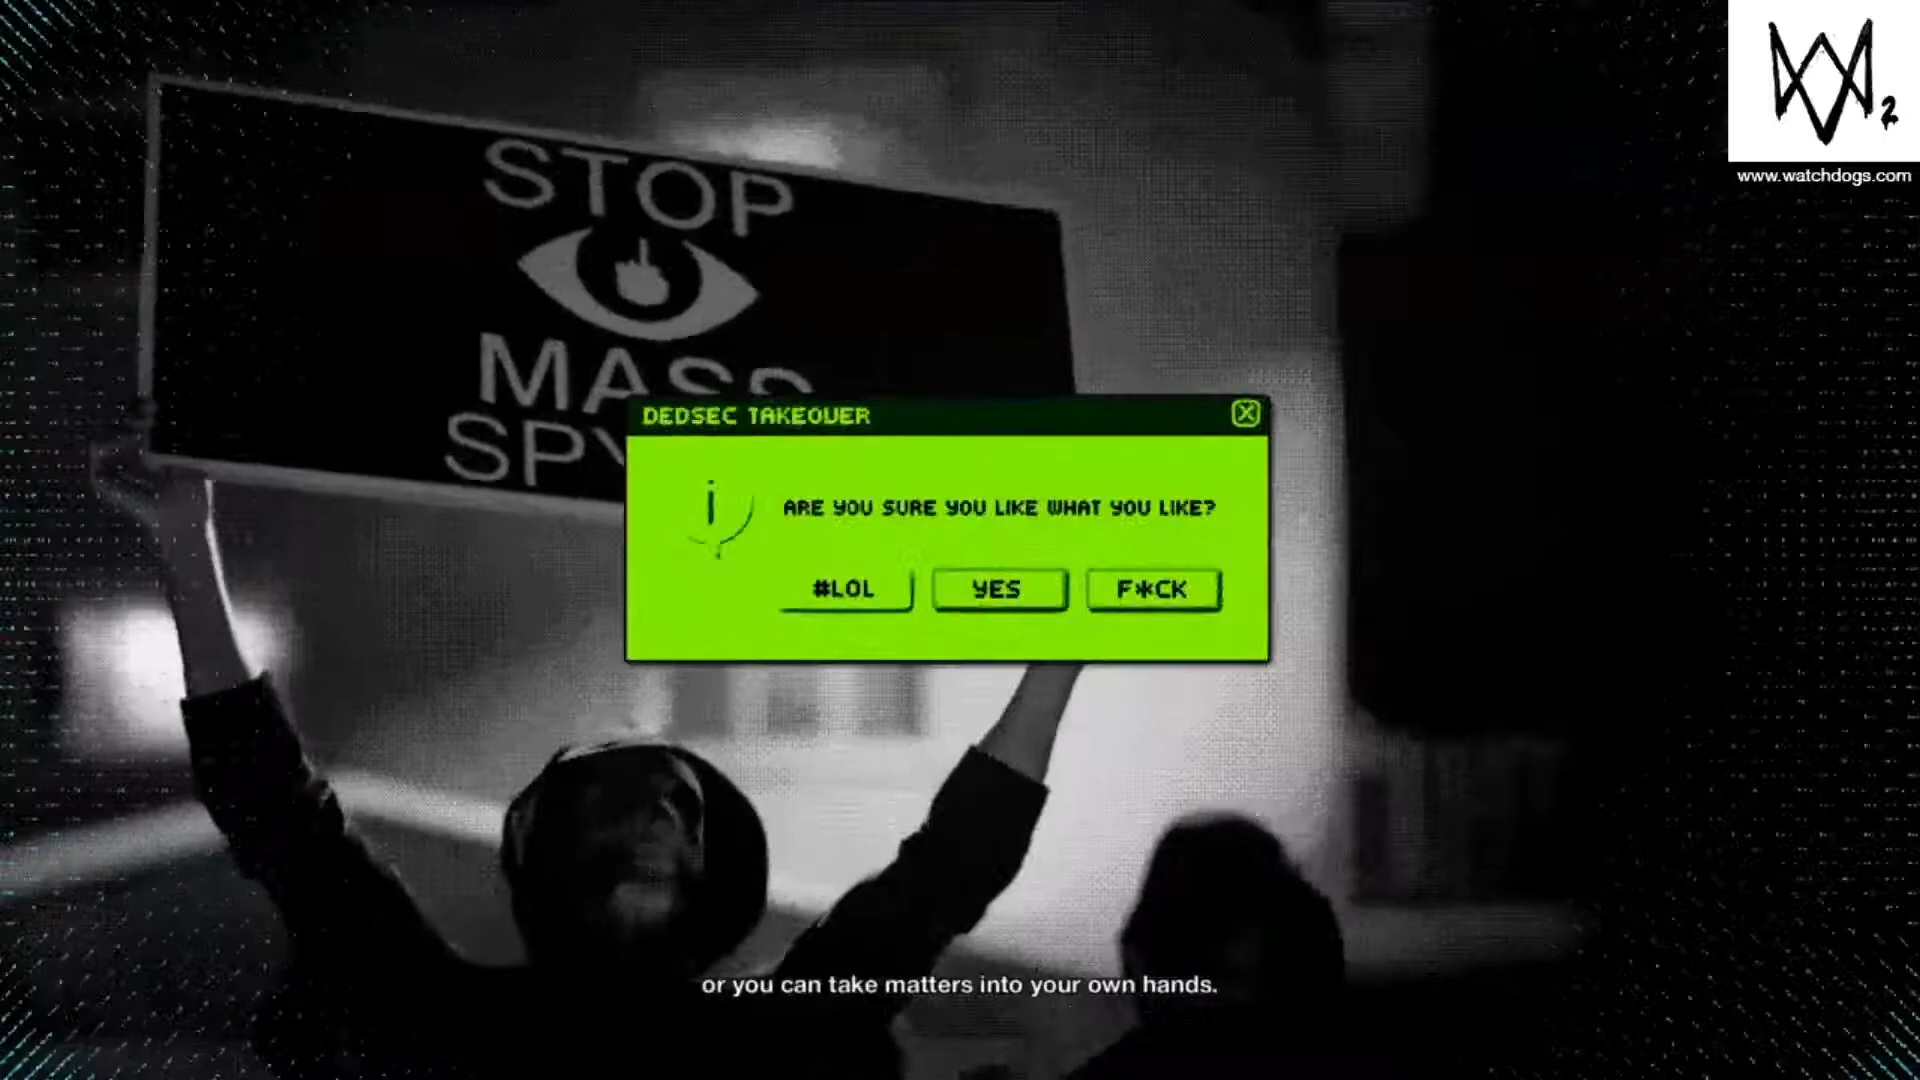 2
www.watchdogs.com
STOP
MASS
SPY
DEDSEC TAKEOVER
i
ARE YOU SURE YOU LIKE WHAT YOU LIKE?
#LOL YES F*CK
or you can take matters into your own hands.